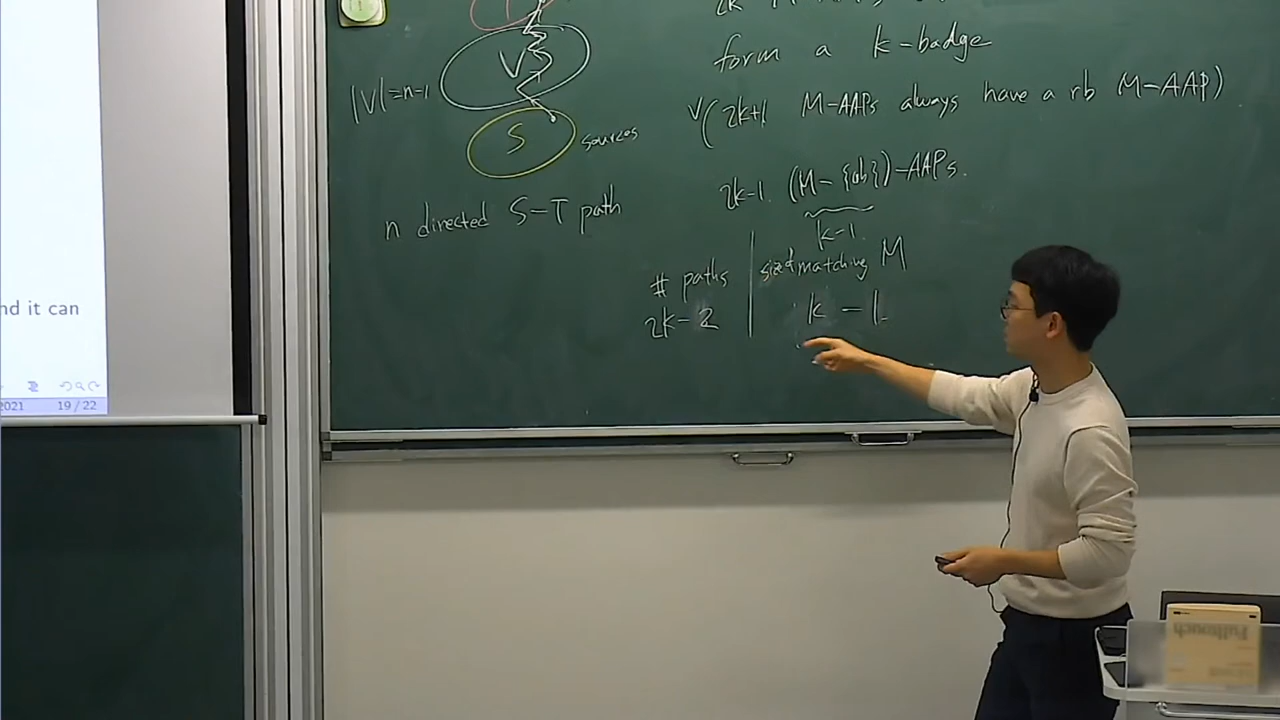 nd it can
2021 19 / 22
V
|V|=n-1
S
sources
n directed S-T path
form a k-badge
V(2k+1 M-AAPs always have a rb M-AAP)
2k-1 (M-{ab})-AAPs.
k-1
# paths
size of matching M
2k-2
k-1